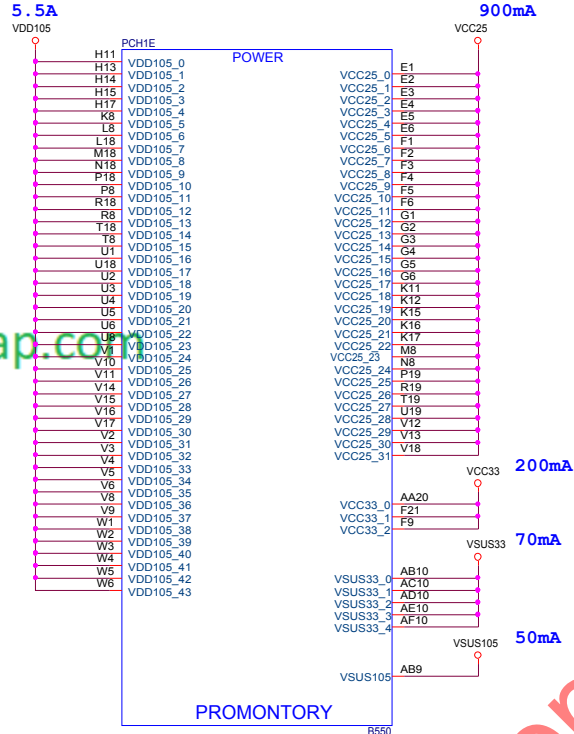 5.5A
VDD105
900mA
VCC25
PCH1E
POWER
H11 VDD105_0
H13 VDD105_1
H14 VDD105_2
H15 VDD105_3
H17 VDD105_4
K8 VDD105_5
L8 VDD105_6
L18 VDD105_7
M18 VDD105_8
N18 VDD105_9
P18 VDD105_10
P8 VDD105_11
R18 VDD105_12
R8 VDD105_13
T18 VDD105_14
T8 VDD105_15
U1 VDD105_16
U18 VDD105_17
U2 VDD105_18
U3 VDD105_19
U4 VDD105_20
U5 VDD105_21
U6 VDD105_22
U8 VDD105_23
V1 VDD105_24
V10 VDD105_25
V11 VDD105_26
V14 VDD105_27
V15 VDD105_28
V16 VDD105_29
V17 VDD105_30
V2 VDD105_31
V3 VDD105_32
V4 VDD105_33
V5 VDD105_34
V6 VDD105_35
V8 VDD105_36
V9 VDD105_37
W1 VDD105_38
W2 VDD105_39
W3 VDD105_40
W4 VDD105_41
W5 VDD105_42
W6 VDD105_43
VCC25_0 E1
VCC25_1 E2
VCC25_2 E3
VCC25_3 E4
VCC25_4 E5
VCC25_5 E6
VCC25_6 F1
VCC25_7 F2
VCC25_8 F3
VCC25_9 F4
VCC25_10 F5
VCC25_11 F6
VCC25_12 G1
VCC25_13 G2
VCC25_14 G3
VCC25_15 G4
VCC25_16 G5
VCC25_17 G6
VCC25_18 K11
VCC25_19 K12
VCC25_20 K15
VCC25_21 K16
VCC25_22 K17
VCC25_23 M8
VCC25_24 N8
VCC25_25 P19
VCC25_26 R19
VCC25_27 T19
VCC25_28 U19
VCC25_29 V12
VCC25_30 V13
VCC25_31 V18
200mA
VCC33
VCC33_0 AA20
VCC33_1 F21
VCC33_2 F9
70mA
VSUS33
VSUS33_0 AB10
VSUS33_1 AC10
VSUS33_2 AD10
VSUS33_3 AE10
VSUS33_4 AF10
50mA
VSUS105
VSUS105 AB9
PROMONTORY
B550
ap.com